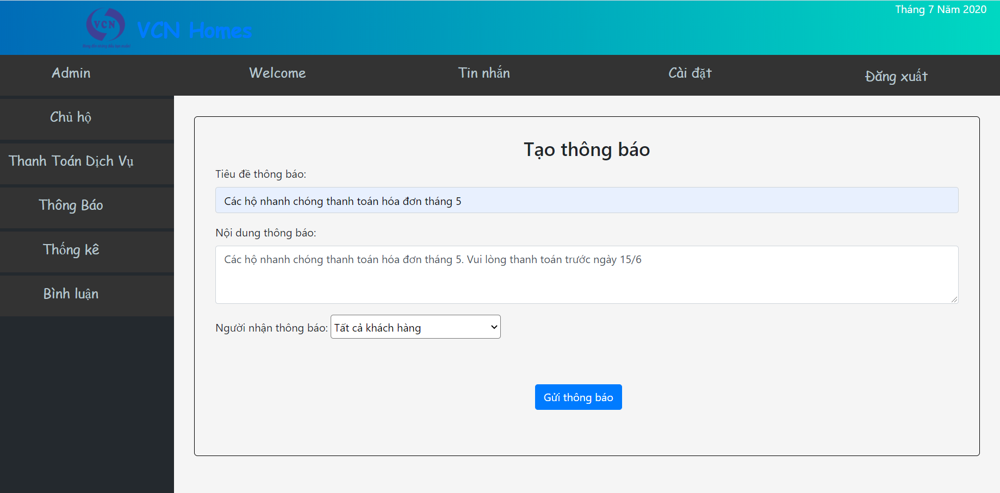 Tháng 7 Năm 2020
VCN
VCN Homes
Admin
Welcome
Tin nhắn
Cài đặt
Đăng xuất
Chủ hộ
Thanh Toán Dịch Vụ
Thông Báo
Thống kê
Bình luận
Tạo thông báo
Tiêu đề thông báo:
Các hộ nhanh chóng thanh toán hóa đơn tháng 5
Nội dung thông báo:
Các hộ nhanh chóng thanh toán hóa đơn tháng 5. Vui lòng thanh toán trước ngày 15/6
Người nhận thông báo: Tất cả khách hàng
Gửi thông báo